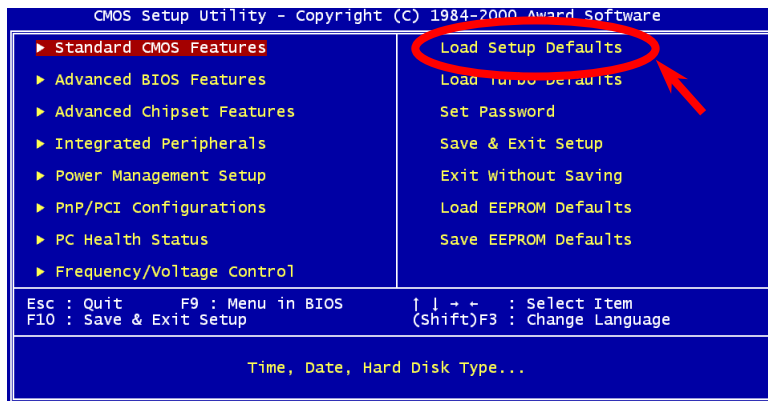 CMOS Setup Utility - Copyright (C) 1984-2000 Award Software
▶ Standard CMOS Features
▶ Advanced BIOS Features
▶ Advanced Chipset Features
▶ Integrated Peripherals
▶ Power Management Setup
▶ PnP/PCI Configurations
▶ PC Health Status
▶ Frequency/Voltage Control
Load Setup Defaults
Load Turbo Defaults
Set Password
Save & Exit Setup
Exit Without Saving
Load EEPROM Defaults
Save EEPROM Defaults
Esc : Quit F9 : Menu in BIOS ↑ ↓ → ← : Select Item
F10 : Save & Exit Setup (Shift)F3 : Change Language
Time, Date, Hard Disk Type...